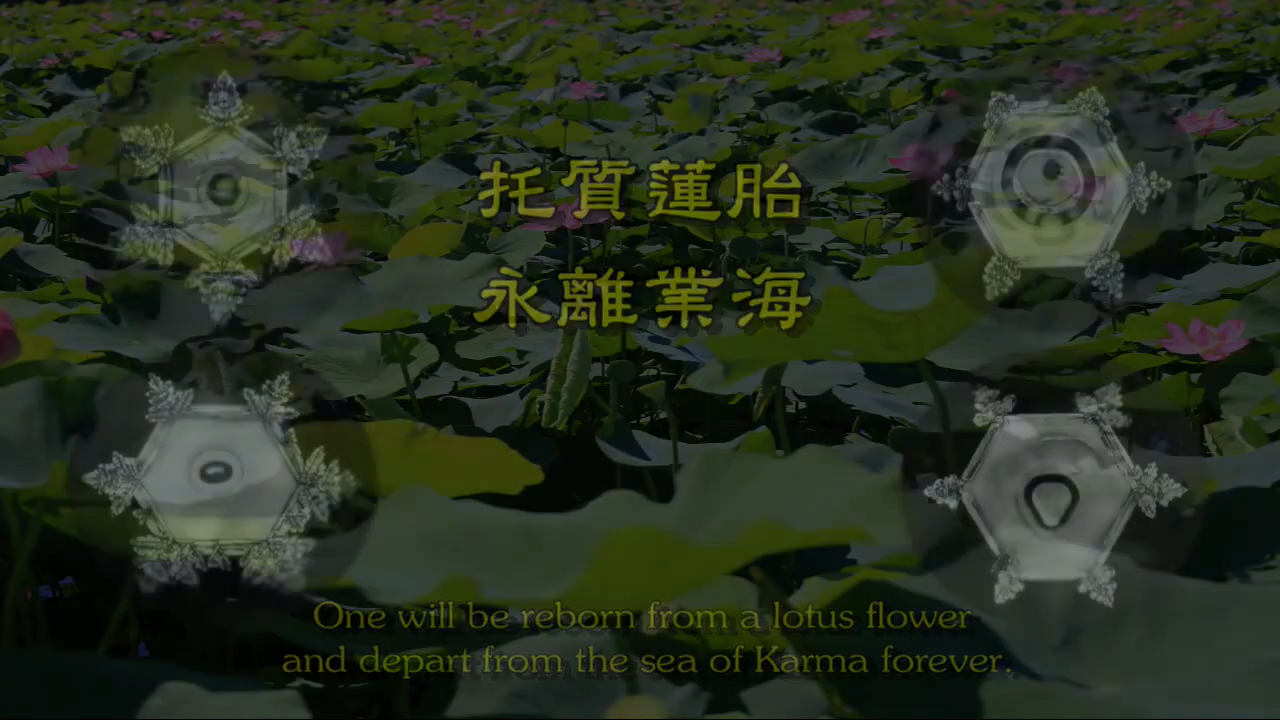 托質蓮胎
永離業海
One will be reborn from a lotus flower
and depart from the sea of Karma forever.